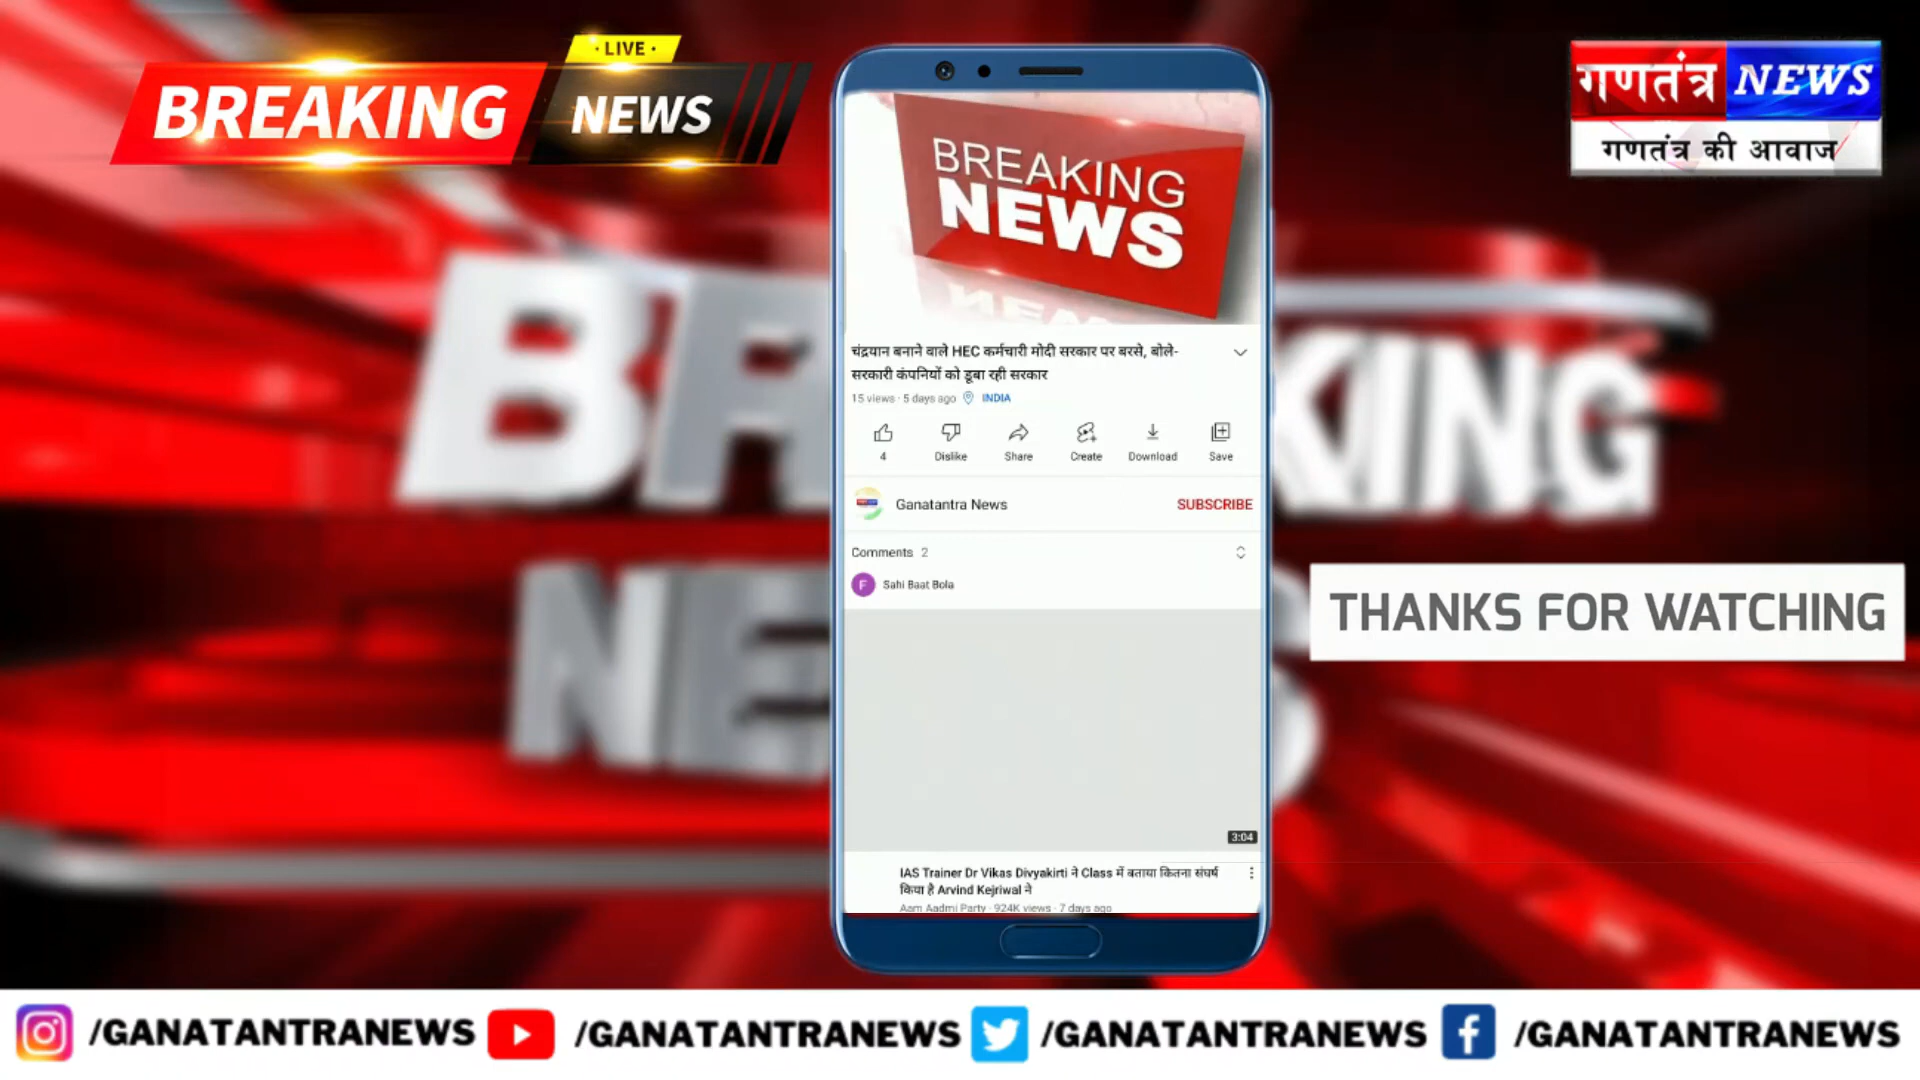 · LIVE ·
BREAKING NEWS
गणतंत्र NEWS
गणतंत्र की आवाज
BREAKING
NEWS
चंद्रयान बनाने वाले HEC कर्मचारी मोदी सरकार पर बरसे, बोले-
सरकारी कंपनियों को डूबा रही सरकार
15 views · 5 days ago INDIA
4 Dislike Share Create Download Save
Ganatantra News SUBSCRIBE
Comments 2
F Sahi Baat Bola
THANKS FOR WATCHING
3:04
IAS Trainer Dr Vikas Divyakirti ने Class में बताया कितना संघर्ष
किया है Arvind Kejriwal ने
Aam Aadmi Party · 924K views · 7 days ago
/GANATANTRANEWS /GANATANTRANEWS /GANATANTRANEWS /GANATANTRANEWS